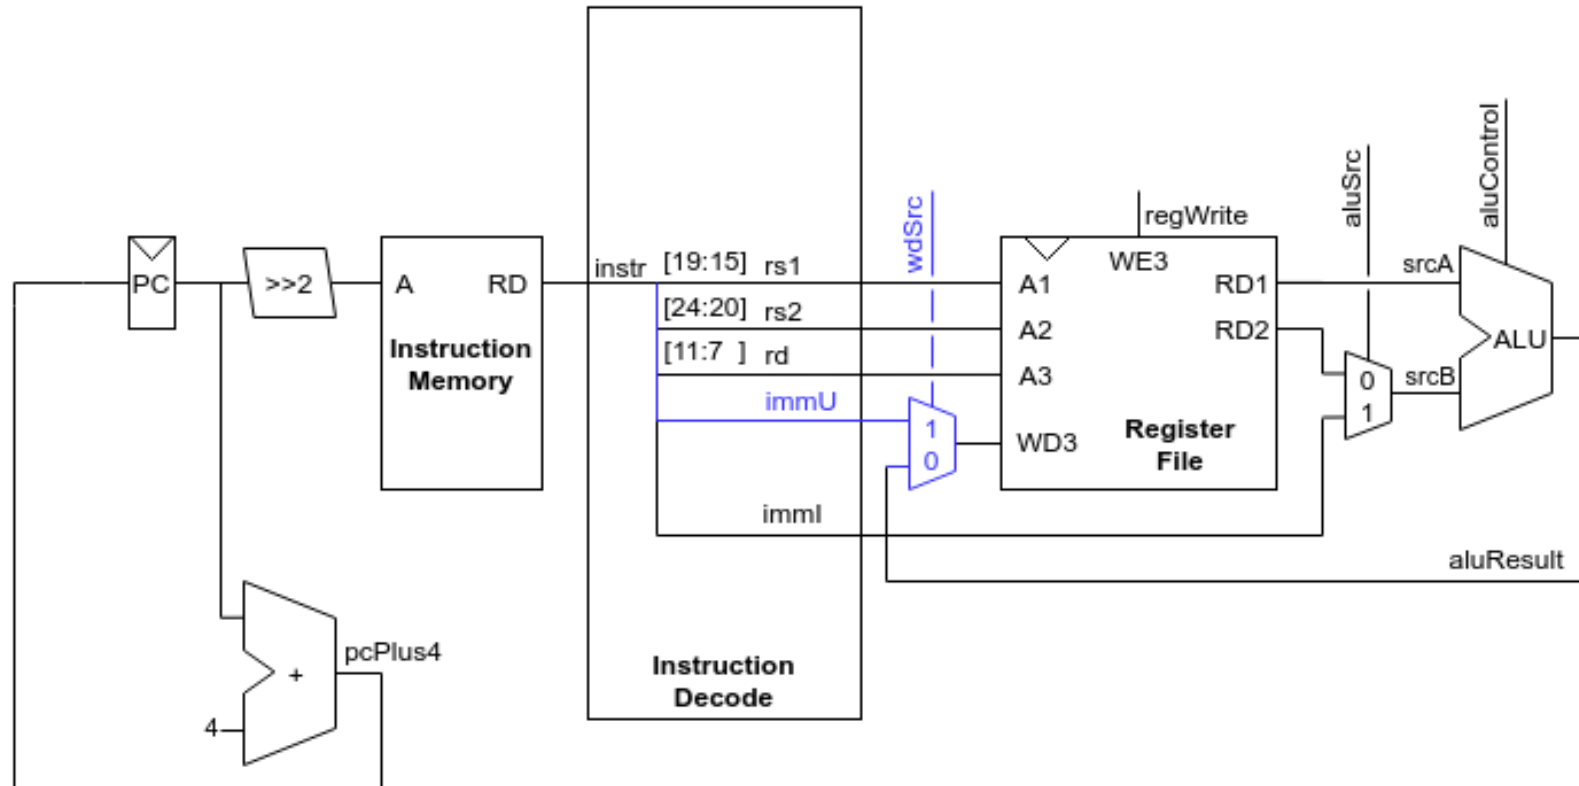 aluControl
aluSrc
wdSrc
regWrite
PC
>>2
A
RD
Instruction
Memory
instr
[19:15] rs1
[24:20] rs2
[11:7 ] rd
immU
immI
1
0
WE3
A1
A2
A3
WD3
RD1
RD2
Register
File
srcA
srcB
0
1
ALU
aluResult
pcPlus4
+
4
Instruction
Decode